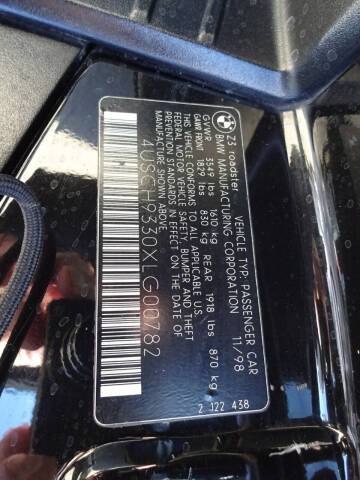 Z3 roadster VEHICLE TYP: PASSENGER CAR
BMW MANUFACTURING CORPORATION 11/98
GVWR 3549 lbs 1610 kg
GAWR FRONT 1829 lbs 830 kg REAR 1918 lbs 870 kg
THIS VEHICLE CONFORMS TO ALL APPLICABLE U.S.
FEDERAL MOTOR VEHICLE SAFETY, BUMPER AND THEFT
PREVENTION STANDARDS IN EFFECT ON THE DATE OF
MANUFACTURE SHOWN ABOVE.
4USCH9330XLG00782
2 122 438